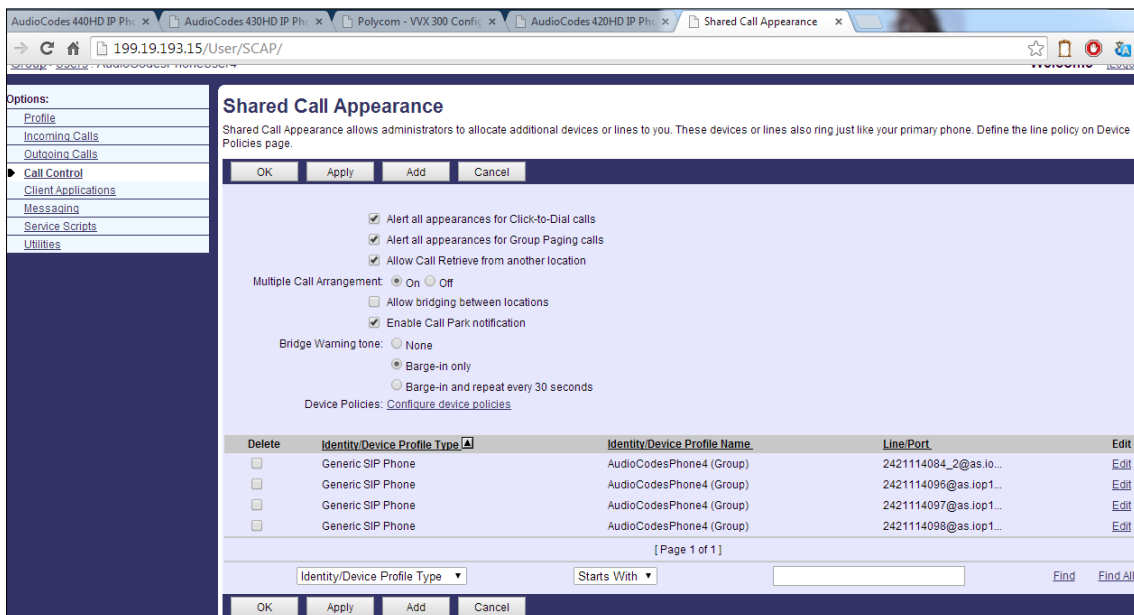 AudioCodes 440HD IP Pho
AudioCodes 430HD IP Pho
Polycom - VVX 300 Config
AudioCodes 420HD IP Pho
Shared Call Appearance
199.19.193.15/User/SCAP/
Options:
Profile
Incoming Calls
Outgoing Calls
Call Control
Client Applications
Messaging
Service Scripts
Utilities
Shared Call Appearance
Shared Call Appearance allows administrators to allocate additional devices or lines to you. These devices or lines also ring just like your primary phone. Define the line policy on Device
Policies page.
OK Apply Add Cancel
Alert all appearances for Click-to-Dial calls
Alert all appearances for Group Paging calls
Allow Call Retrieve from another location
Multiple Call Arrangement: On Off
Allow bridging between locations
Enable Call Park notification
Bridge Warning tone: None
Barge-in only
Barge-in and repeat every 30 seconds
Device Policies: Configure device policies
Delete Identity/Device Profile Type Identity/Device Profile Name Line/Port Edit
Generic SIP Phone AudioCodesPhone4 (Group) 2421114084_2@as.io... Edit
Generic SIP Phone AudioCodesPhone4 (Group) 2421114096@as.iop1... Edit
Generic SIP Phone AudioCodesPhone4 (Group) 2421114097@as.iop1... Edit
Generic SIP Phone AudioCodesPhone4 (Group) 2421114098@as.iop1... Edit
[ Page 1 of 1 ]
Identity/Device Profile Type Starts With Find Find All
OK Apply Add Cancel